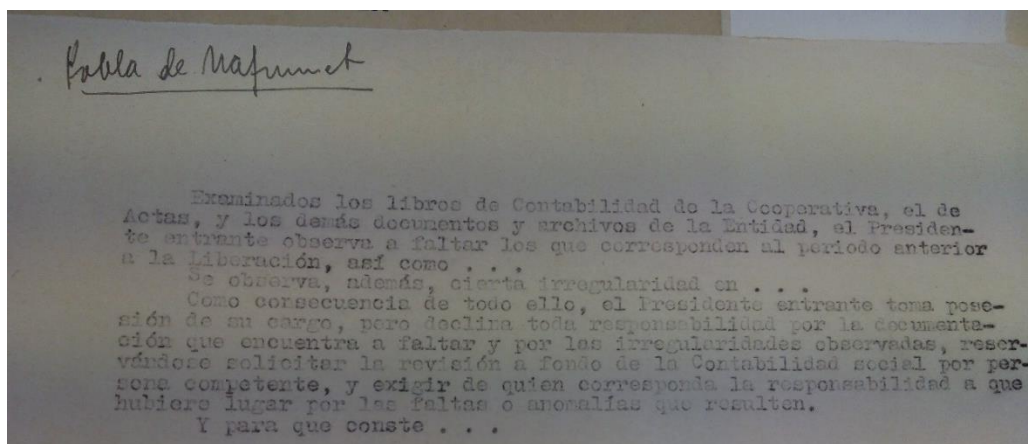 Pobla de Mafumet
Examinados los libros de Contabilidad de la Cooperativa, el de
Actas, y los demás documentos y archivos de la Entidad, el Presiden-
te entrante observa a faltar los que corresponden al periodo anterior
a la Liberación, así como . . .
Se observa, además, cierta irregularidad en . . .
Como consecuencia de todo ello, el Presidente entrante toma pose-
sión de su cargo, pero declina toda responsabilidad por la documenta-
ción que encuentra a faltar y por las irregularidades observadas, reser-
vándose solicitar la revisión a fondo de la Contabilidad social por per-
sona competente, y exigir de quien corresponda la responsabilidad a que
hubiere lugar por las faltas o anomalías que resulten.
Y para que conste . . .